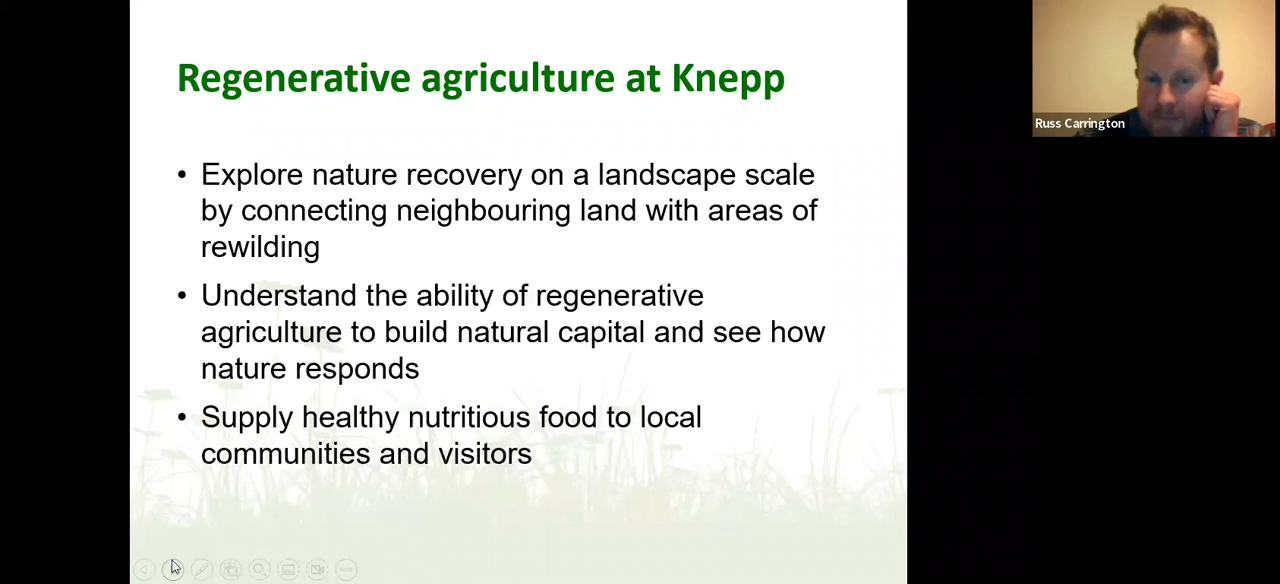 Regenerative agriculture at Knepp
• Explore nature recovery on a landscape scale
by connecting neighbouring land with areas of
rewilding
• Understand the ability of regenerative
agriculture to build natural capital and see how
nature responds
• Supply healthy nutritious food to local
communities and visitors
Russ Carrington